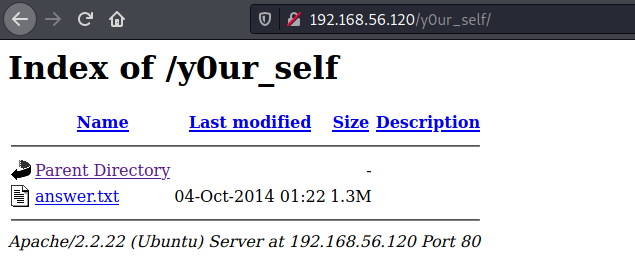 192.168.56.120/y0ur_self/
Index of /y0ur_self
Name Last modified Size Description
Parent Directory -
answer.txt 04-Oct-2014 01:22 1.3M
Apache/2.2.22 (Ubuntu) Server at 192.168.56.120 Port 80